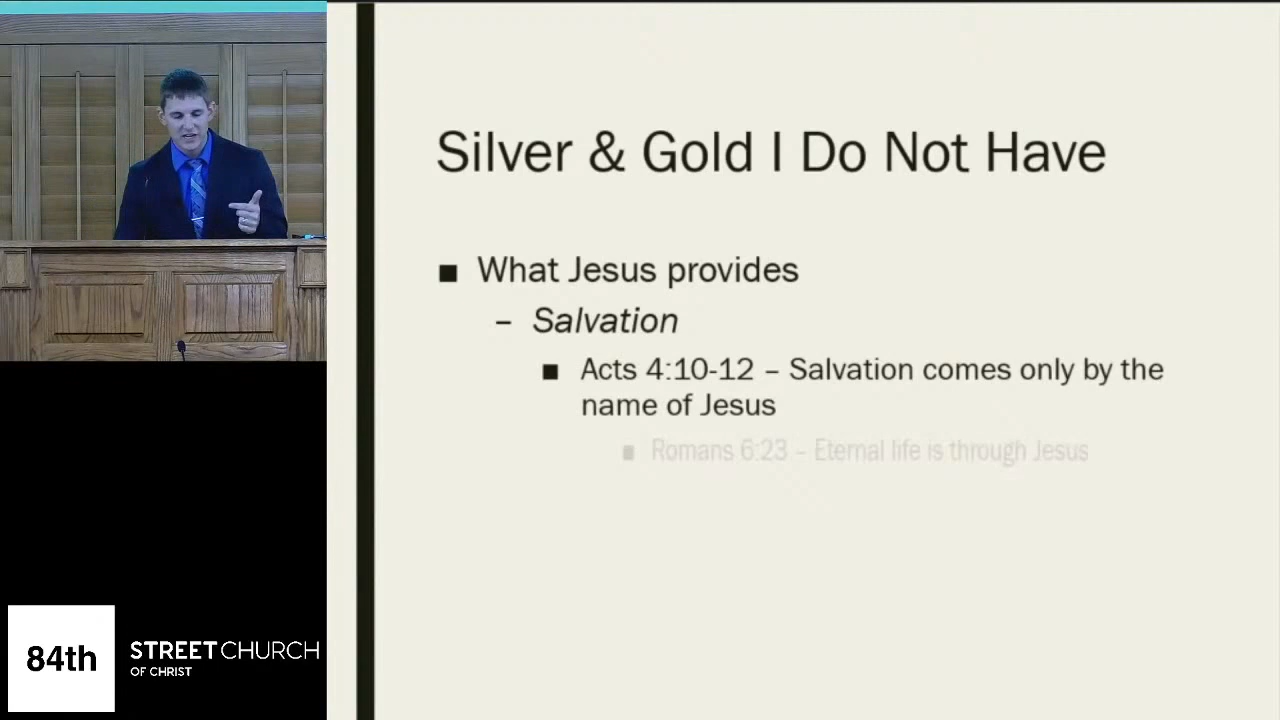 Silver & Gold I Do Not Have
■ What Jesus provides
– Salvation
■ Acts 4:10-12 – Salvation comes only by the
name of Jesus
■ Romans 6:23 – Eternal life is through Jesus
84th
STREET CHURCH
OF CHRIST